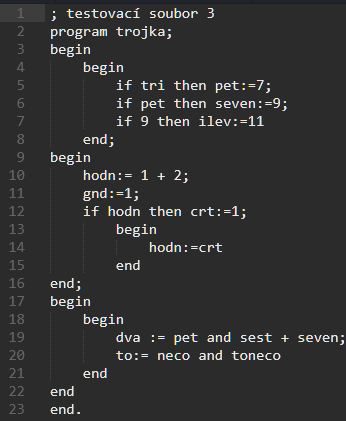 1 ; testovací soubor 3
2 program trojka;
3 begin
4 begin
5 if tri then pet:=7;
6 if pet then seven:=9;
7 if 9 then ilev:=11
8 end;
9 begin
10 hodn:= 1 + 2;
11 gnd:=1;
12 if hodn then crt:=1;
13 begin
14 hodn:=crt
15 end
16 end;
17 begin
18 begin
19 dva := pet and sest + seven;
20 to:= neco and toneco
21 end
22 end
23 end.